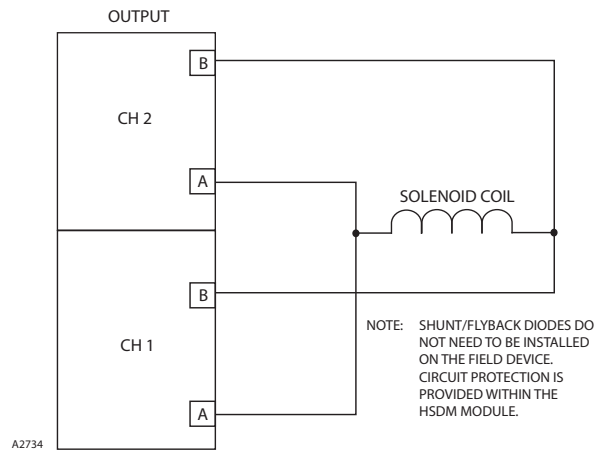 OUTPUT
B
CH 2
A
SOLENOID COIL
B
NOTE: SHUNT/FLYBACK DIODES DO
NOT NEED TO BE INSTALLED
ON THE FIELD DEVICE.
CIRCUIT PROTECTION IS
PROVIDED WITHIN THE
HSDM MODULE.
CH 1
A
A2734